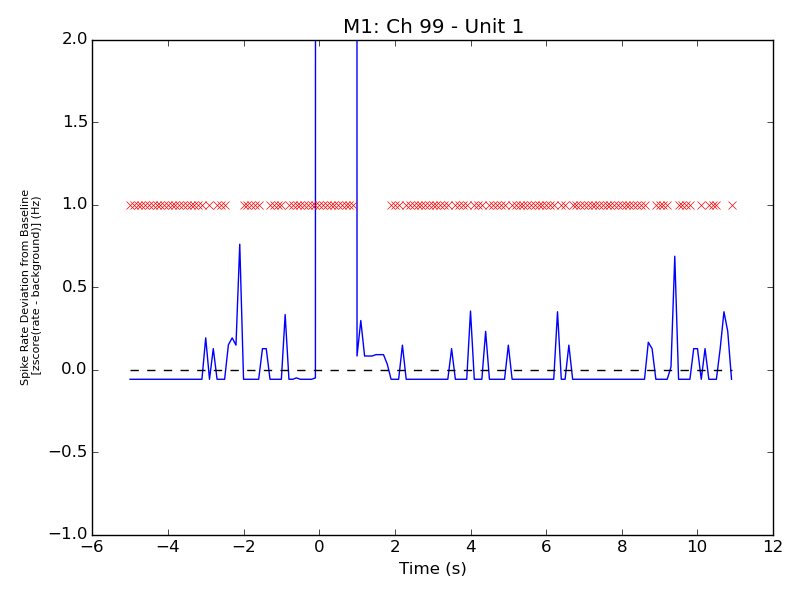 M1: Ch 99 - Unit 1
2.0
1.5
1.0
0.5
0.0
−0.5
−1.0
Spike Rate Deviation from Baseline
[zscore(rate - background)] (Hz)
−6 −4 −2 0 2 4 6 8 10 12
Time (s)